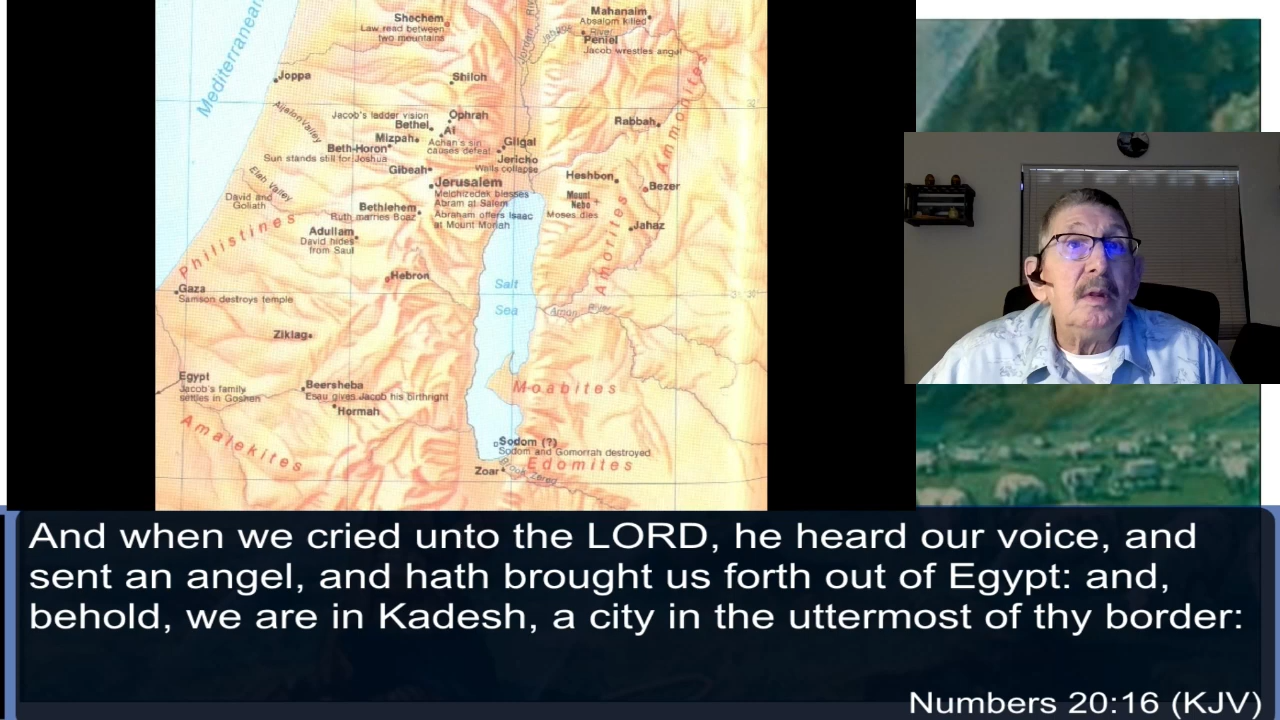 Mediterranean
Shechem
Law read between
two mountains
Jordan
Mahanaim
Absalom killed
River
Peniel
Jacob wrestles angel
Joppa
Shiloh
Aijalon Valley
Jacob's ladder vision
Ophrah
Bethel
Ai
Mizpah
Achan's sin
causes defeat
Gilgal
Rabbah
Ammonites
32°
Beth-Horon
Sun stands still for Joshua
Jericho
Walls collapse
Gibeah
Heshbon
Elah Valley
David and
Goliath
Jerusalem
Melchizedek blesses
Abram at Salem
Abraham offers Isaac
at Mount Moriah
Mount
Nebo
Moses dies
Bezer
Bethlehem
Ruth marries Boaz
Jahaz
Philistines
Adullam
David hides
from Saul
Amorites
Hebron
Gaza
Samson destroys temple
Salt
Sea
Arnon
Ziklag
Egypt
Jacob's family
settles in Goshen
Beersheba
Esau gives Jacob his birthright
Hormah
Moabites
Amalekites
Sodom (?)
Sodom and Gomorrah destroyed
Zoar
Brook Zered
Edomites
And when we cried unto the LORD, he heard our voice, and
sent an angel, and hath brought us forth out of Egypt: and,
behold, we are in Kadesh, a city in the uttermost of thy border:
Numbers 20:16 (KJV)